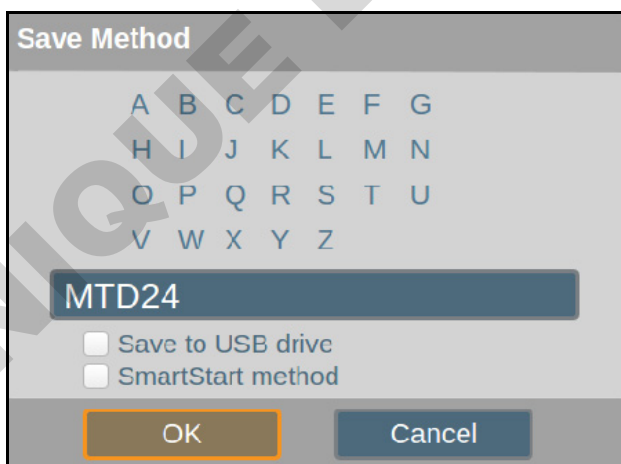 Save Method
A B C D E F G
H I J K L M N
O P Q R S T U
V W X Y Z
MTD24
Save to USB drive
SmartStart method
OK Cancel